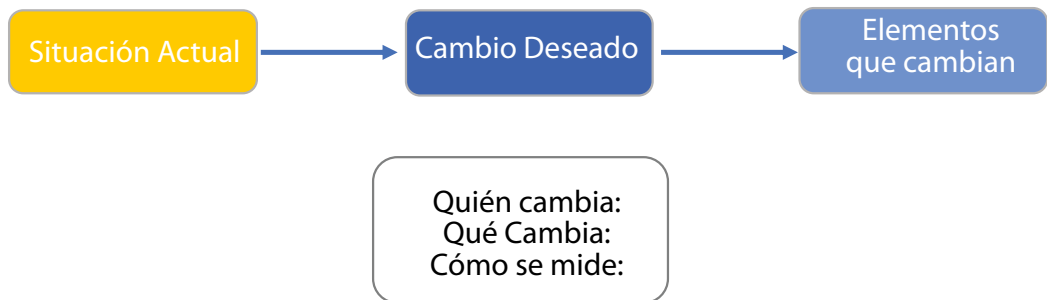 Situación Actual
Cambio Deseado
Elementos
que cambian
Quién cambia:
Qué Cambia:
Cómo se mide: